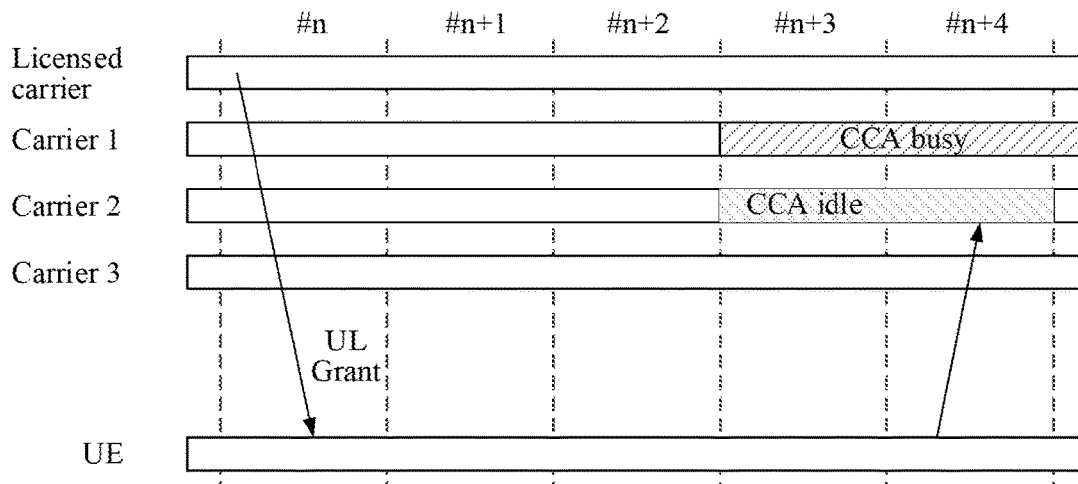 #n #n+1 #n+2 #n+3 #n+4
Licensed
carrier
Carrier 1 CCA busy
Carrier 2 CCA idle
Carrier 3
UL
Grant
UE